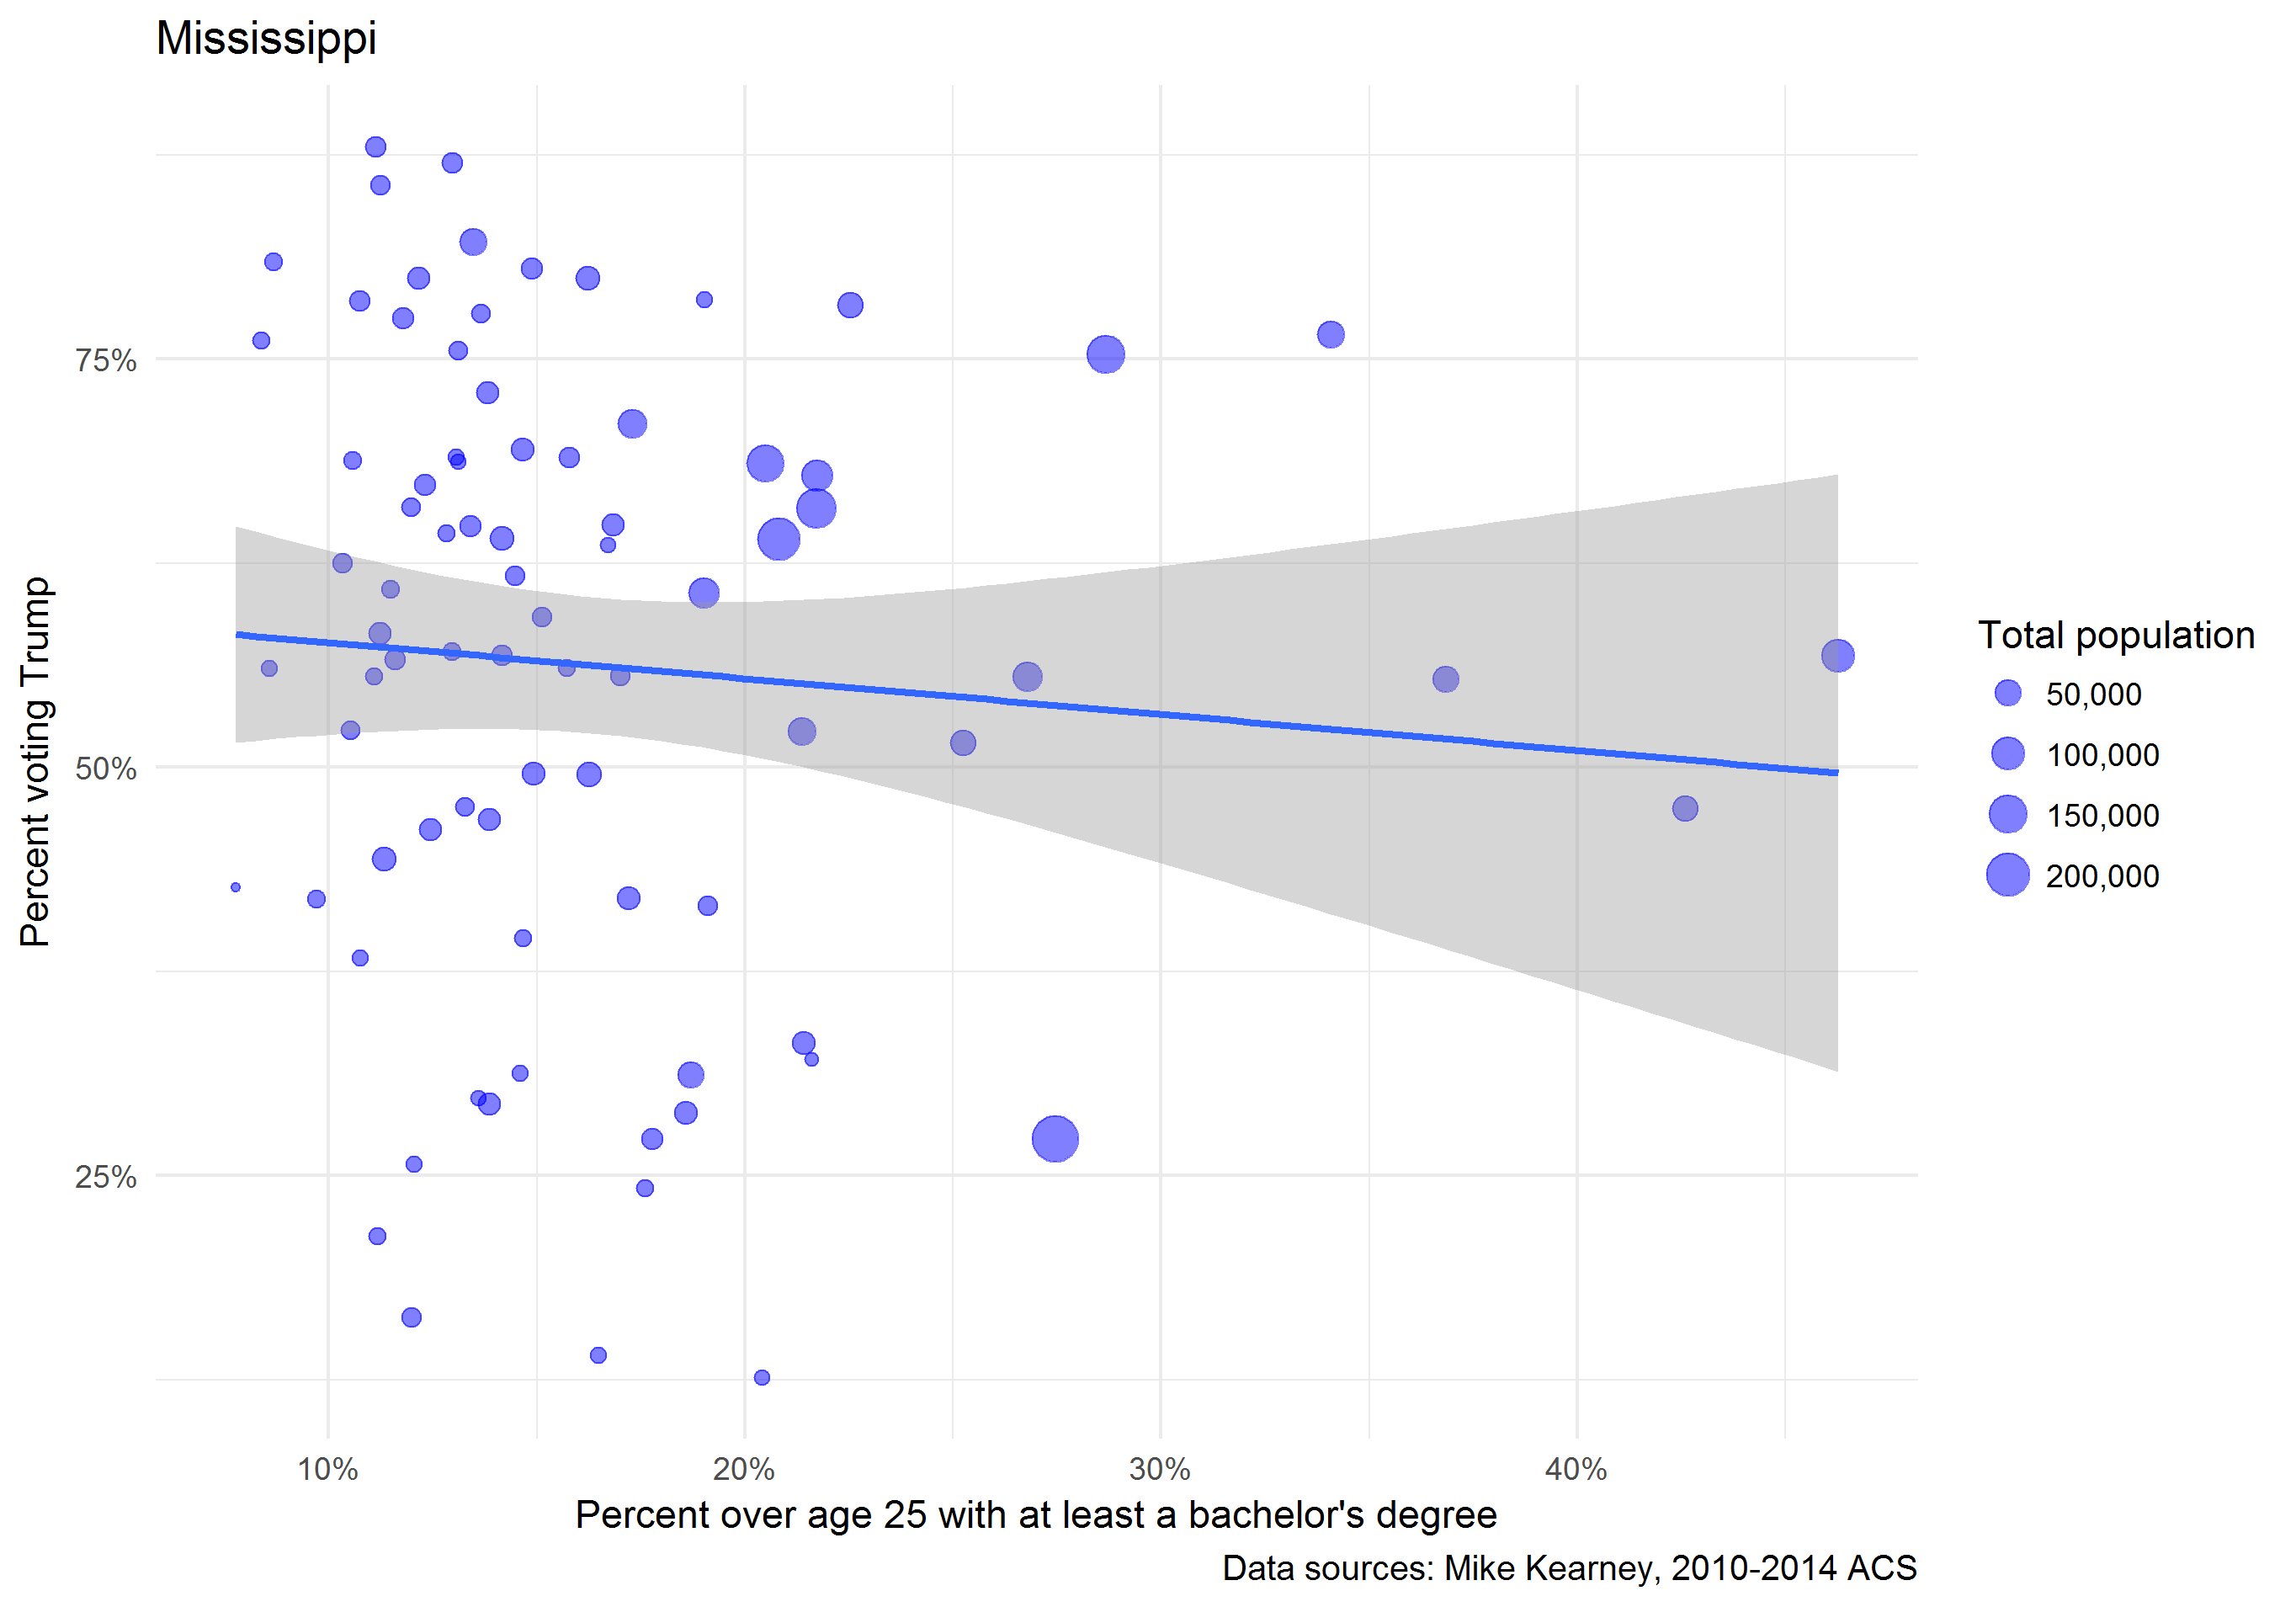 Mississippi
75%
50%
25%
Percent voting Trump
10%
20%
30%
40%
Percent over age 25 with at least a bachelor's degree
Total population
50,000
100,000
150,000
200,000
Data sources: Mike Kearney, 2010-2014 ACS